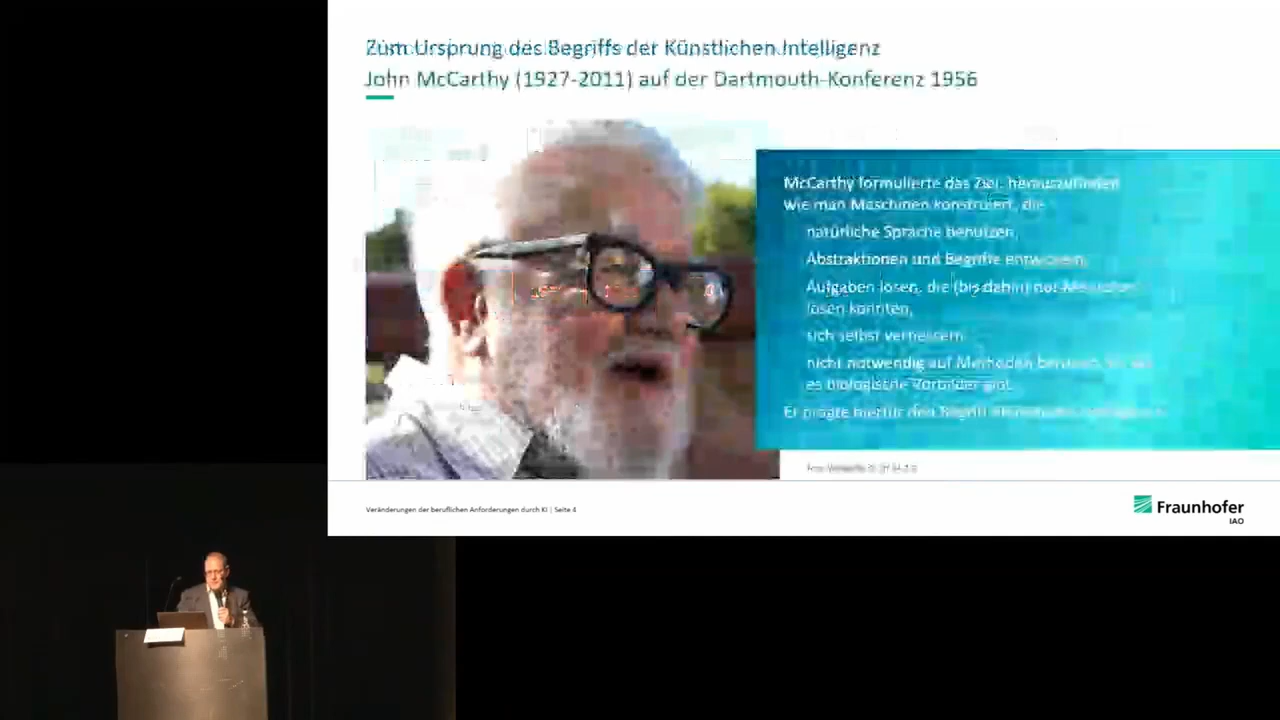 Zum Ursprung des Begriffs der Künstlichen Intelligenz
John McCarthy (1927-2011) auf der Dartmouth-Konferenz 1956
McCarthy formulierte das Ziel, herauszufinden
wie man Maschinen konstruiert, die
natürliche Sprache benutzen,
Abstraktionen und Begriffe entwickeln,
Aufgaben lösen, die (bis dahin) nur Menschen
lösen konnten,
sich selbst verbessern
nicht notwendig auf Methoden
es biologische Vorbilder gibt.
Er prägte hierfür den Begriff
Veränderungen der beruflichen Anforderungen durch KI | Seite 4
Fraunhofer
IAO